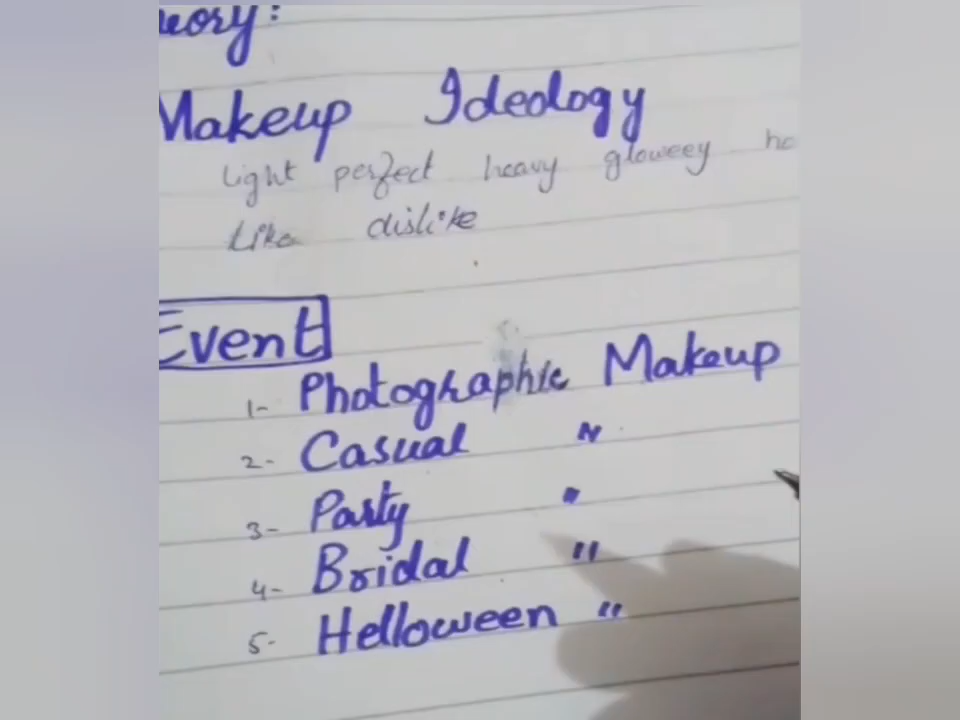 eory:
Makeup Ideology
Light perfect heavy gloweey
Like dislike
Event
1- Photographic Makeup
2- Casual "
3- Party "
4- Bridal "
5- Helloween "